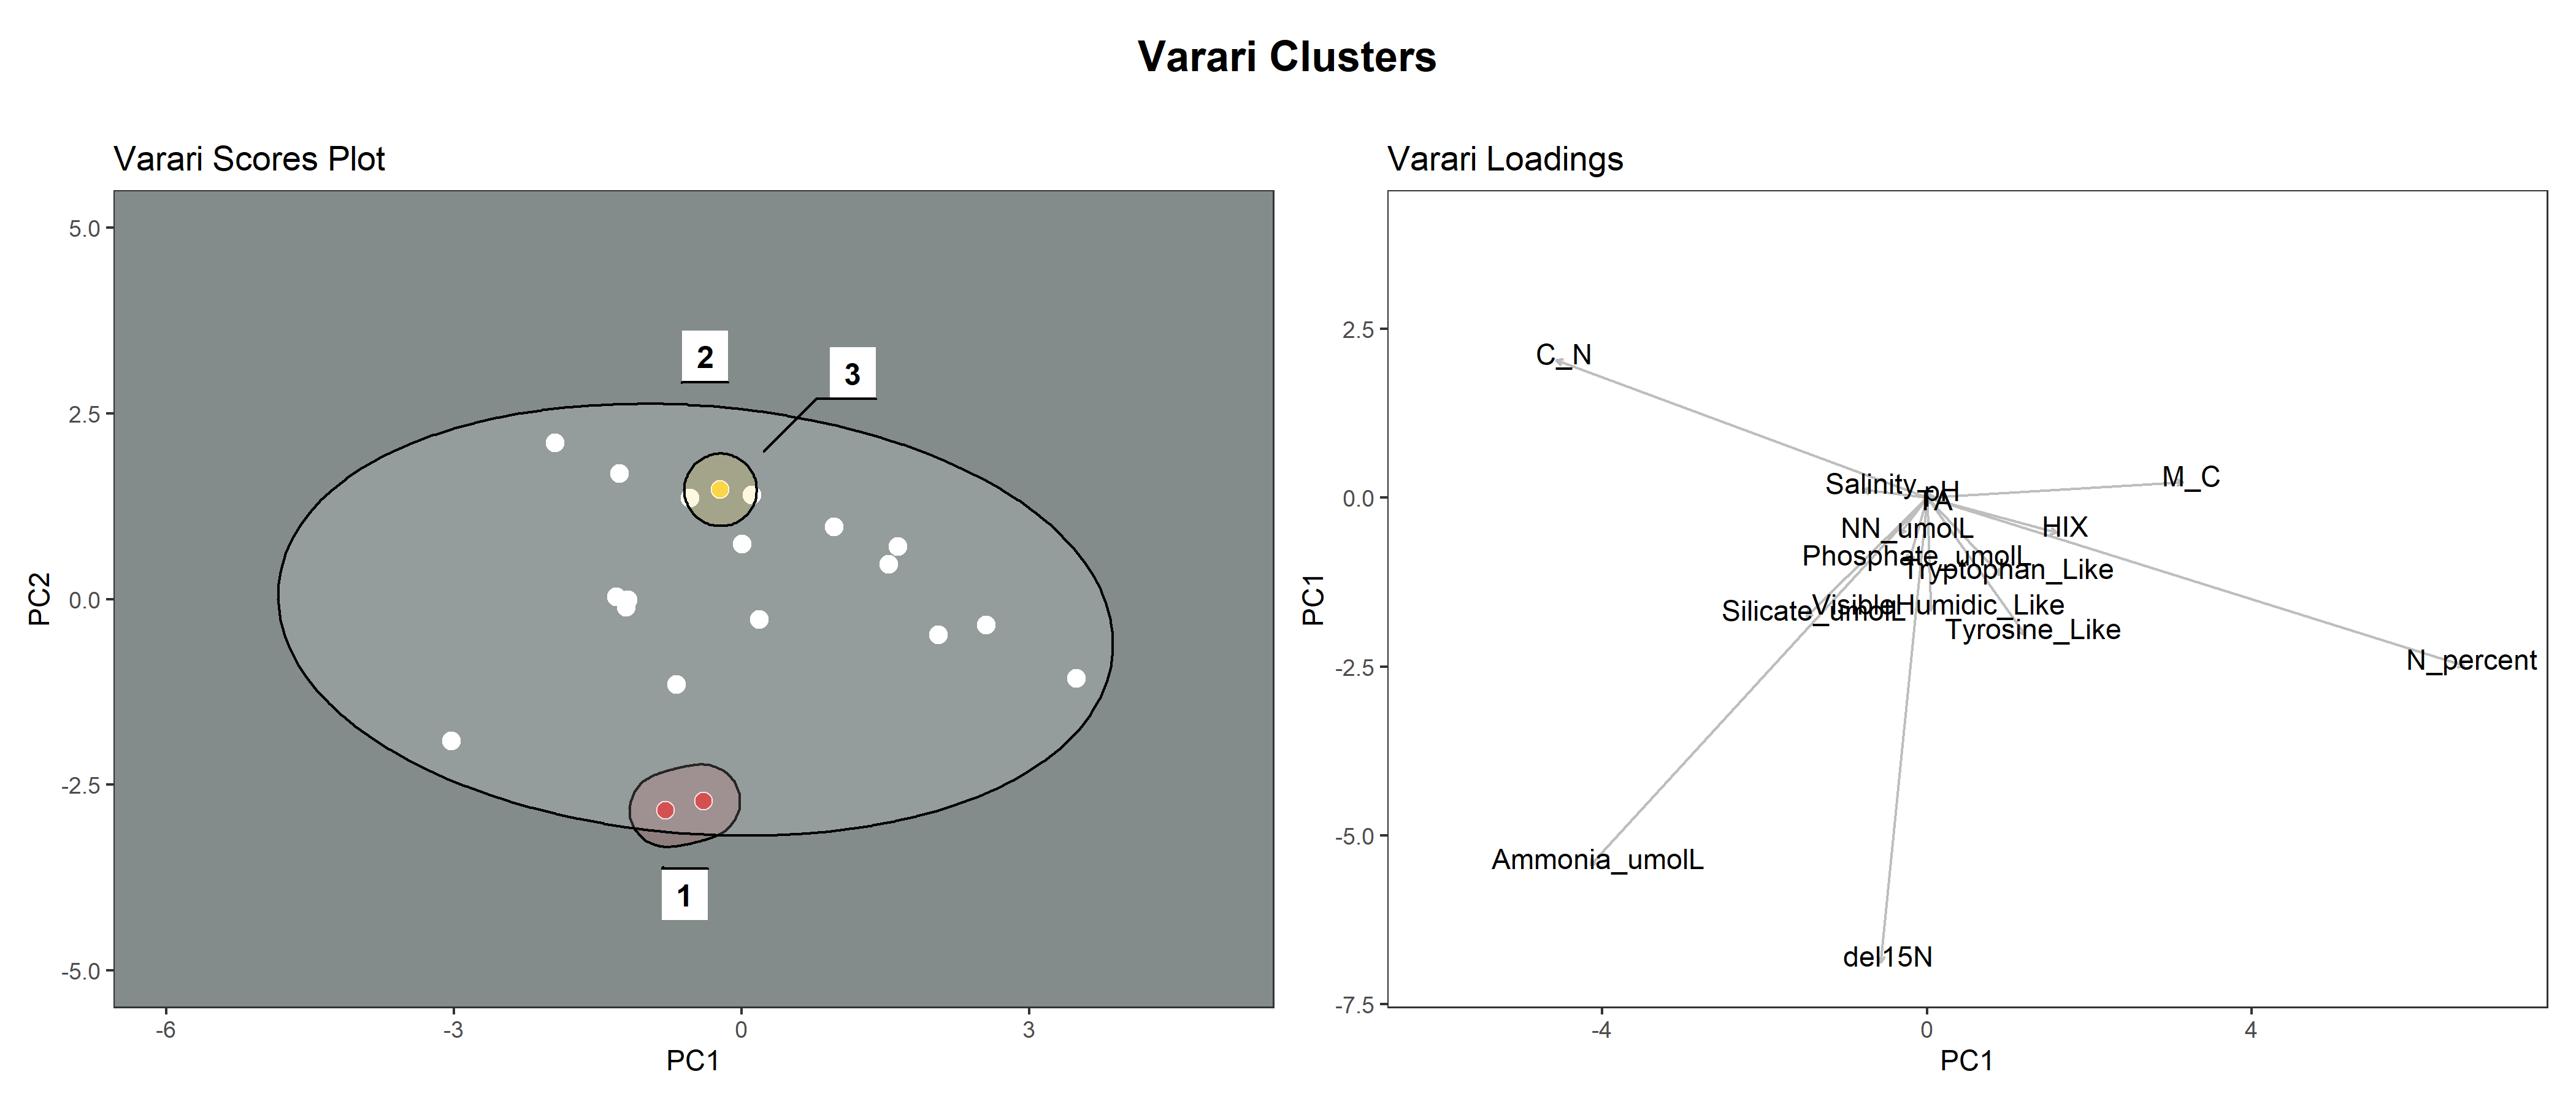 Varari Clusters
Varari Scores Plot
5.0
2.5
0.0
-2.5
-5.0
PC2
2
3
1
-6
-3
0
3
PC1
Varari Loadings
2.5
0.0
-2.5
-5.0
-7.5
PC1
C_N
M_C
Salinity
pH
TA
NN_umolL
HIX
Phosphate_umolL
Tryptophan_Like
VisibleHumidic_Like
Silicate_umolL
Tyrosine_Like
N_percent
Ammonia_umolL
del15N
-4
0
4
PC1